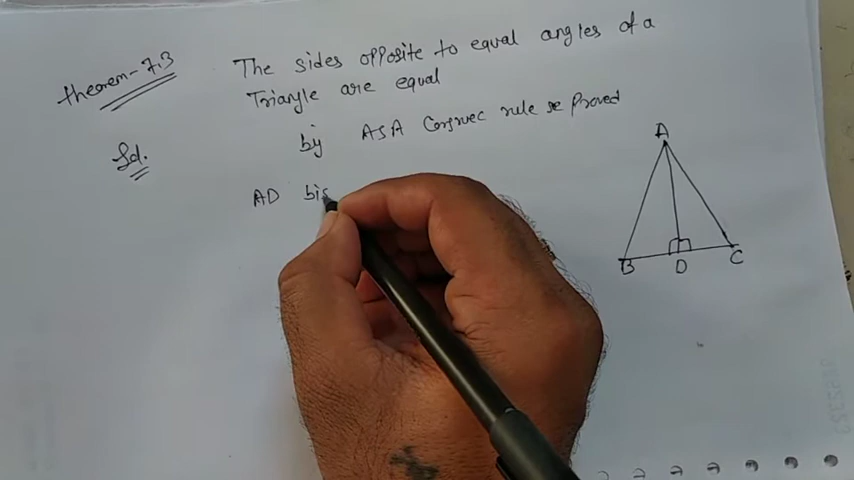 Theorem-7.3 The sides opposite to equal angles of a
Triangle are equal
Sol. by ASA rule se Proved
AD bis
A
B D C